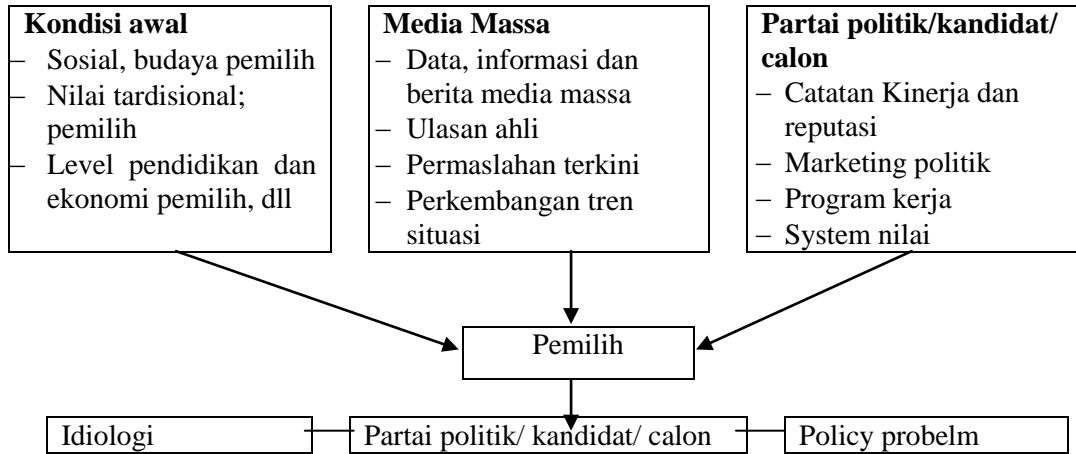 Kondisi awal
– Sosial, budaya pemilih
– Nilai tardisional;
pemilih
– Level pendidikan dan
ekonomi pemilih, dll
Media Massa
– Data, informasi dan
berita media massa
– Ulasan ahli
– Permaslahan terkini
– Perkembangan tren
situasi
Partai politik/kandidat/
calon
– Catatan Kinerja dan
reputasi
– Marketing politik
– Program kerja
– System nilai
Pemilih
Idiologi
Partai politik/ kandidat/ calon
Policy probelm